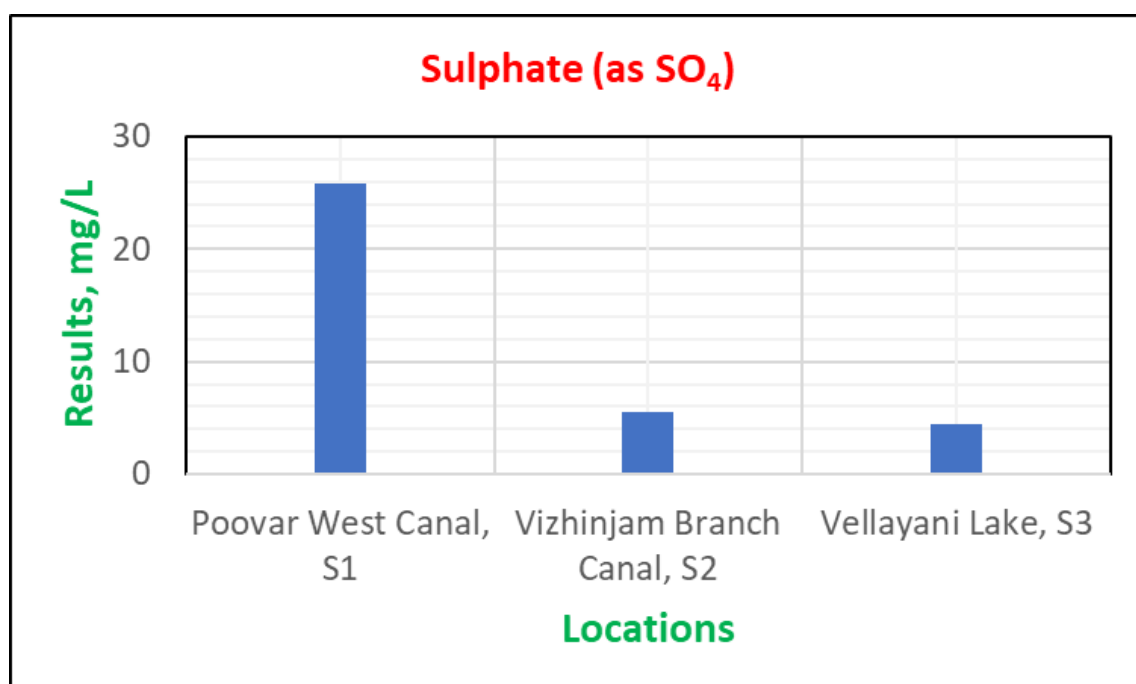 Sulphate (as SO₄)
Results, mg/L
30
20
10
0
Poovar West Canal,
S1
Vizhinjam Branch
Canal, S2
Vellayani Lake, S3
Locations